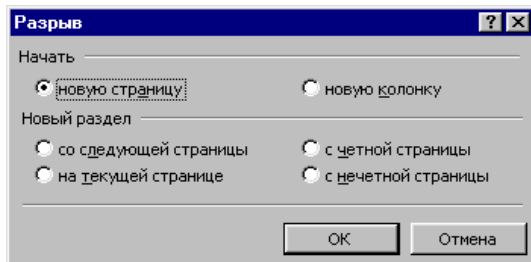 Разрыв
Начать
новую страницу
новую колонку
Новый раздел
со следующей страницы
с четной страницы
на текущей странице
с нечетной страницы
ОК
Отмена